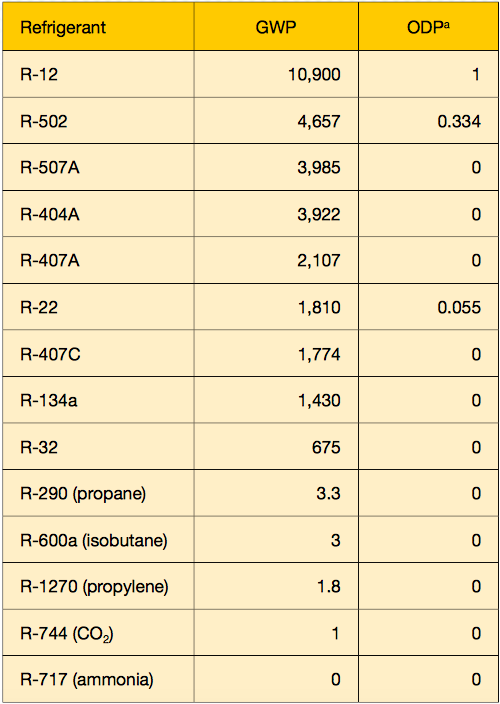 Refrigerant GWP ODPᵃ
R-12 10,900 1
R-502 4,657 0.334
R-507A 3,985 0
R-404A 3,922 0
R-407A 2,107 0
R-22 1,810 0.055
R-407C 1,774 0
R-134a 1,430 0
R-32 675 0
R-290 (propane) 3.3 0
R-600a (isobutane) 3 0
R-1270 (propylene) 1.8 0
R-744 (CO₂) 1 0
R-717 (ammonia) 0 0